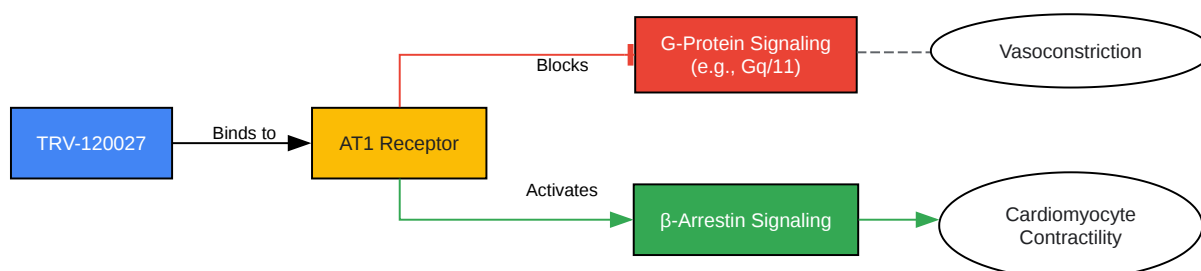 TRV-120027
Binds to
AT1 Receptor
Blocks
G-Protein Signaling
(e.g., Gq/11)
Vasoconstriction
Activates
β-Arrestin Signaling
Cardiomyocyte
Contractility